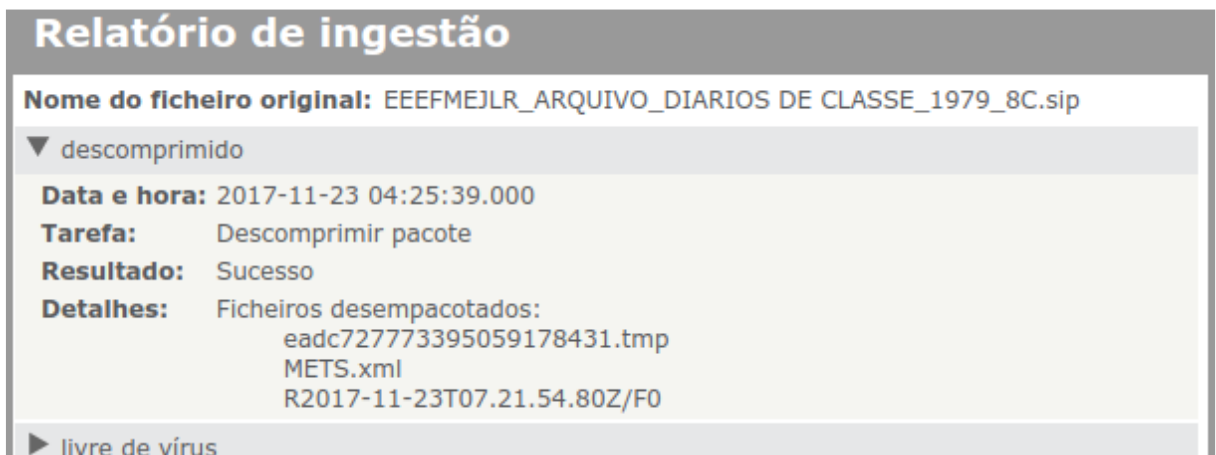 Relatório de ingestão
Nome do ficheiro original: EEEFMEJLR_ARQUIVO_DIARIOS DE CLASSE_1979_8C.sip
descomprimido
Data e hora: 2017-11-23 04:25:39.000
Tarefa: Descomprimir pacote
Resultado: Sucesso
Detalhes: Ficheiros desempacotados:
eadc727773395059178431.tmp
METS.xml
R2017-11-23T07.21.54.80Z/F0
livre de vírus